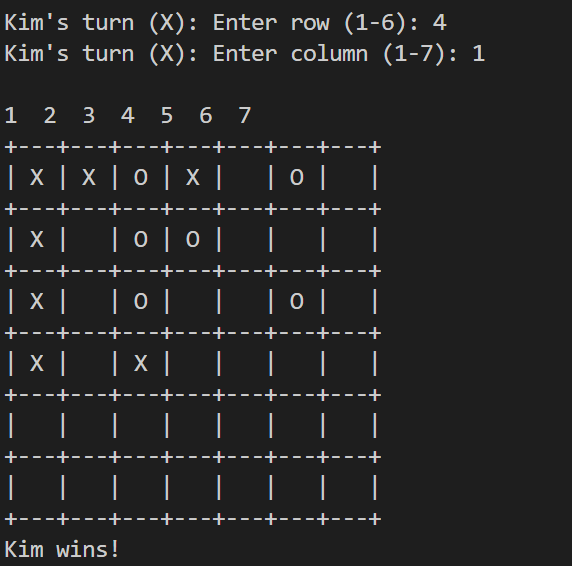 Kim's turn (X): Enter row (1-6): 4
Kim's turn (X): Enter column (1-7): 1

1  2  3  4  5  6  7
+---+---+---+---+---+---+---+
| X | X | O | X |   | O |   |
+---+---+---+---+---+---+---+
| X |   | O | O |   |   |   |
+---+---+---+---+---+---+---+
| X |   | O |   |   | O |   |
+---+---+---+---+---+---+---+
| X |   | X |   |   |   |   |
+---+---+---+---+---+---+---+
|   |   |   |   |   |   |   |
+---+---+---+---+---+---+---+
|   |   |   |   |   |   |   |
+---+---+---+---+---+---+---+
Kim wins!